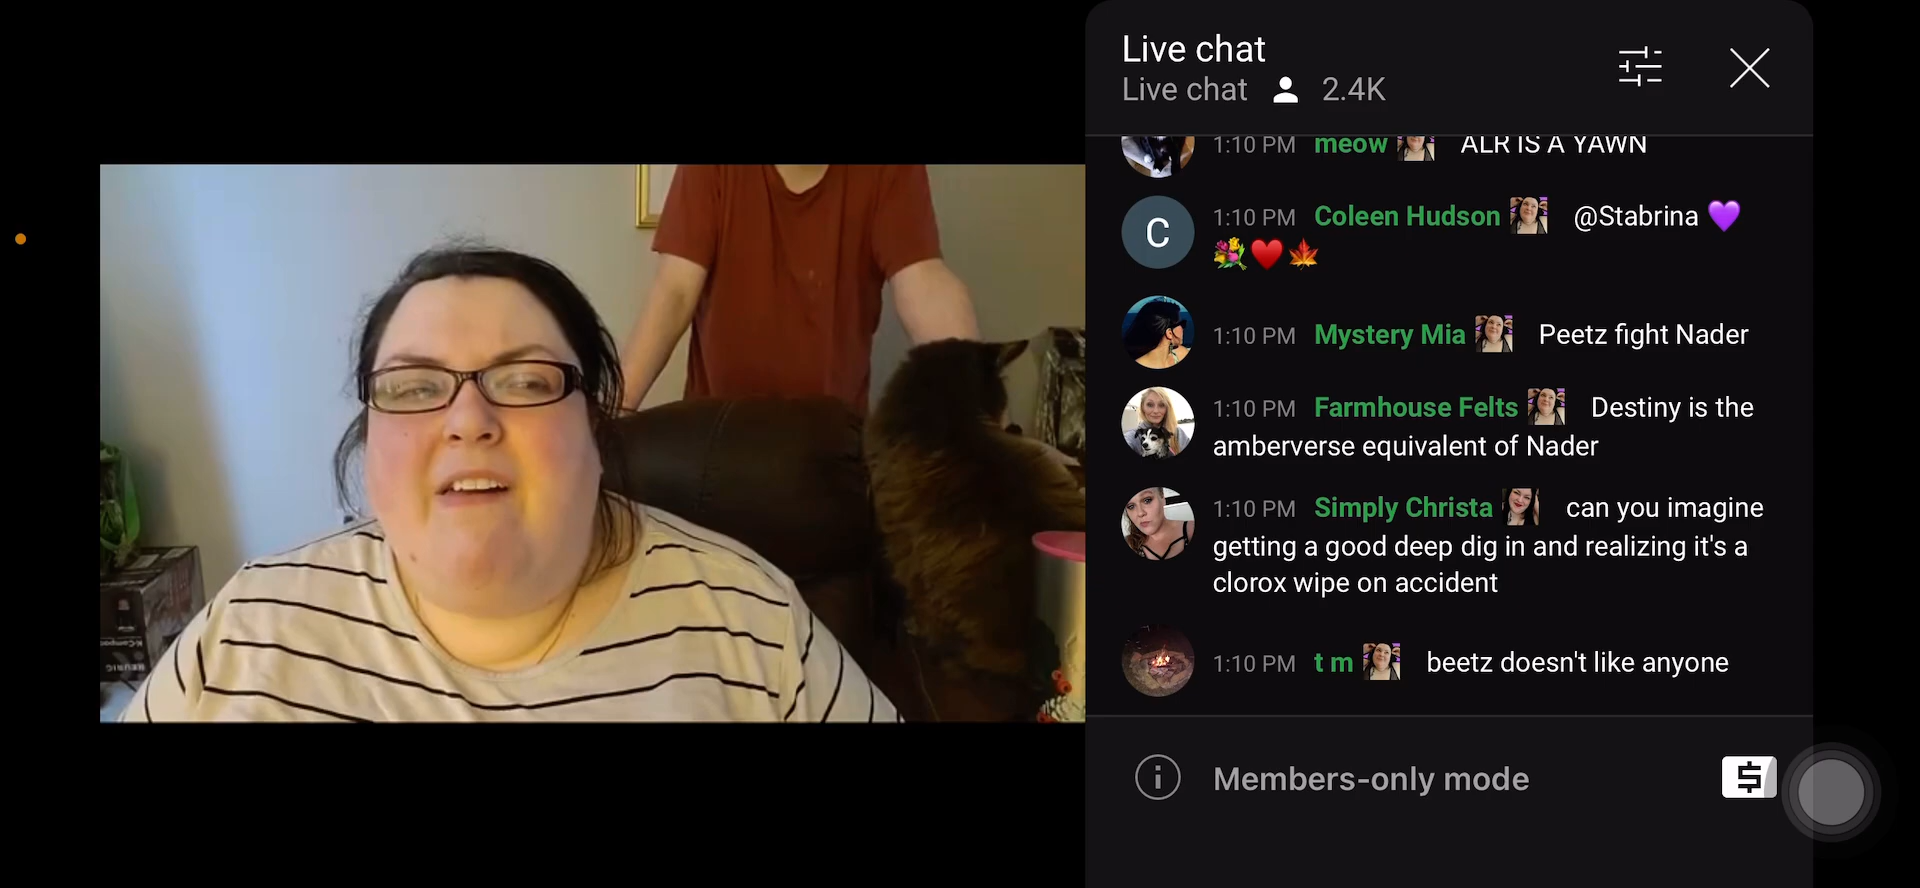 Live chat
Live chat 2.4K
1:10 PM meow ALR IS A YAWN
C 1:10 PM Coleen Hudson @Stabrina 💜
💐❤️🍁
1:10 PM Mystery Mia Peetz fight Nader
1:10 PM Farmhouse Felts Destiny is the
amberverse equivalent of Nader
1:10 PM Simply Christa can you imagine
getting a good deep dig in and realizing it's a
clorox wipe on accident
1:10 PM t m beetz doesn't like anyone
Members-only mode $
KEURIG